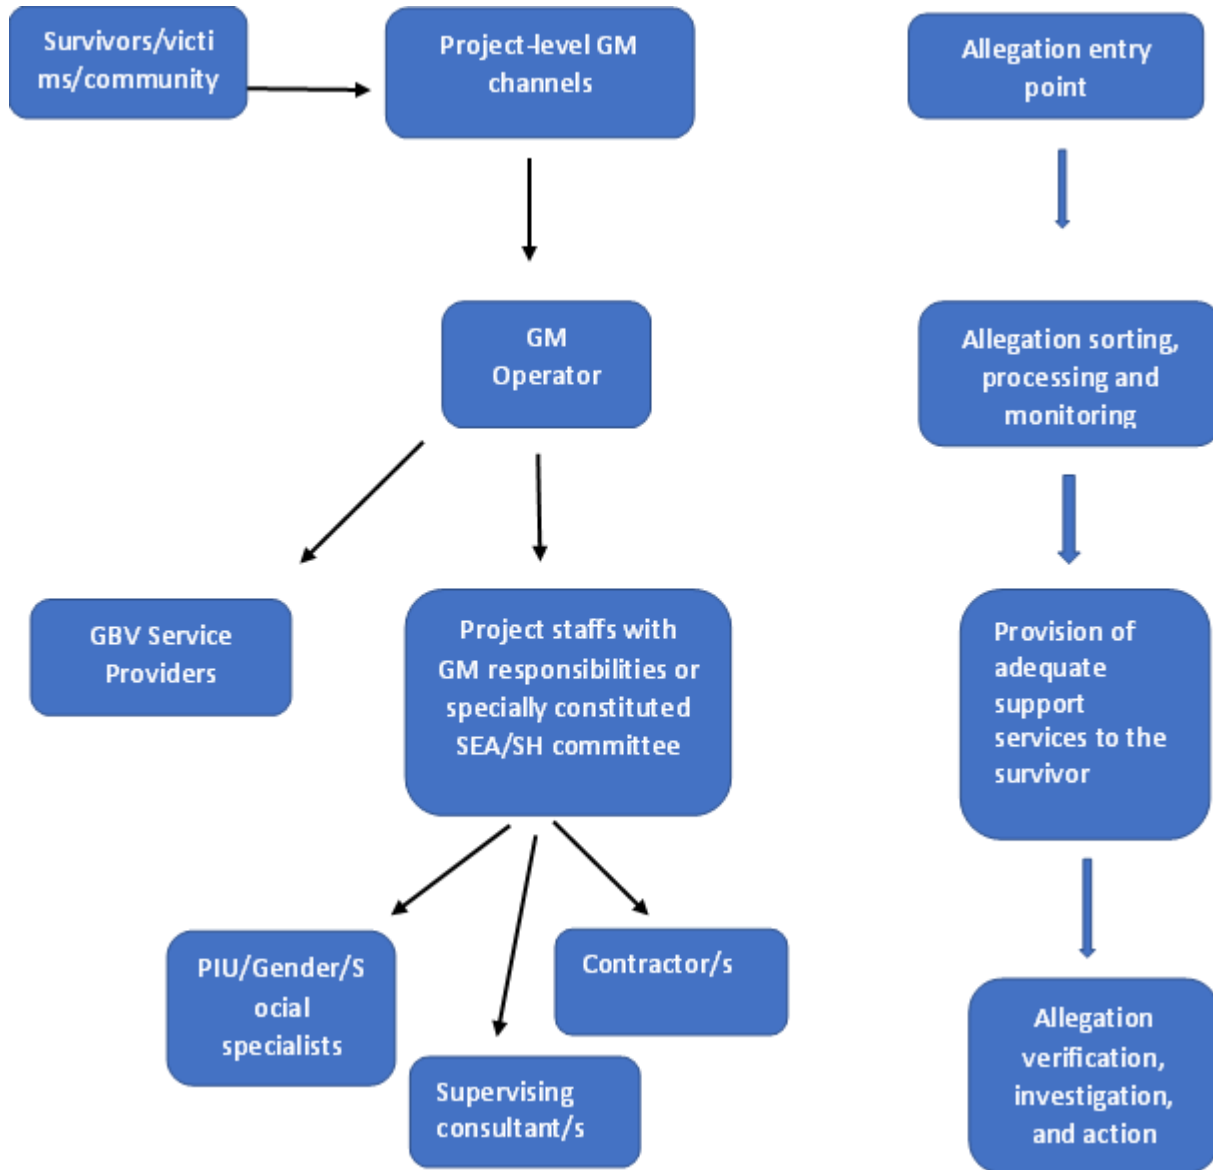 Survivors/victi
ms/community
Project-level GM
channels
Allegation entry
point
GM
Operator
Allegation sorting,
processing and
monitoring
GBV Service
Providers
Project staffs with
GM responsibilities or
specially constituted
SEA/SH committee
Provision of
adequate
support
services to the
survivor
PIU/Gender/S
ocial
specialists
Contractor/s
Supervising
consultant/s
Allegation
verification,
investigation,
and action